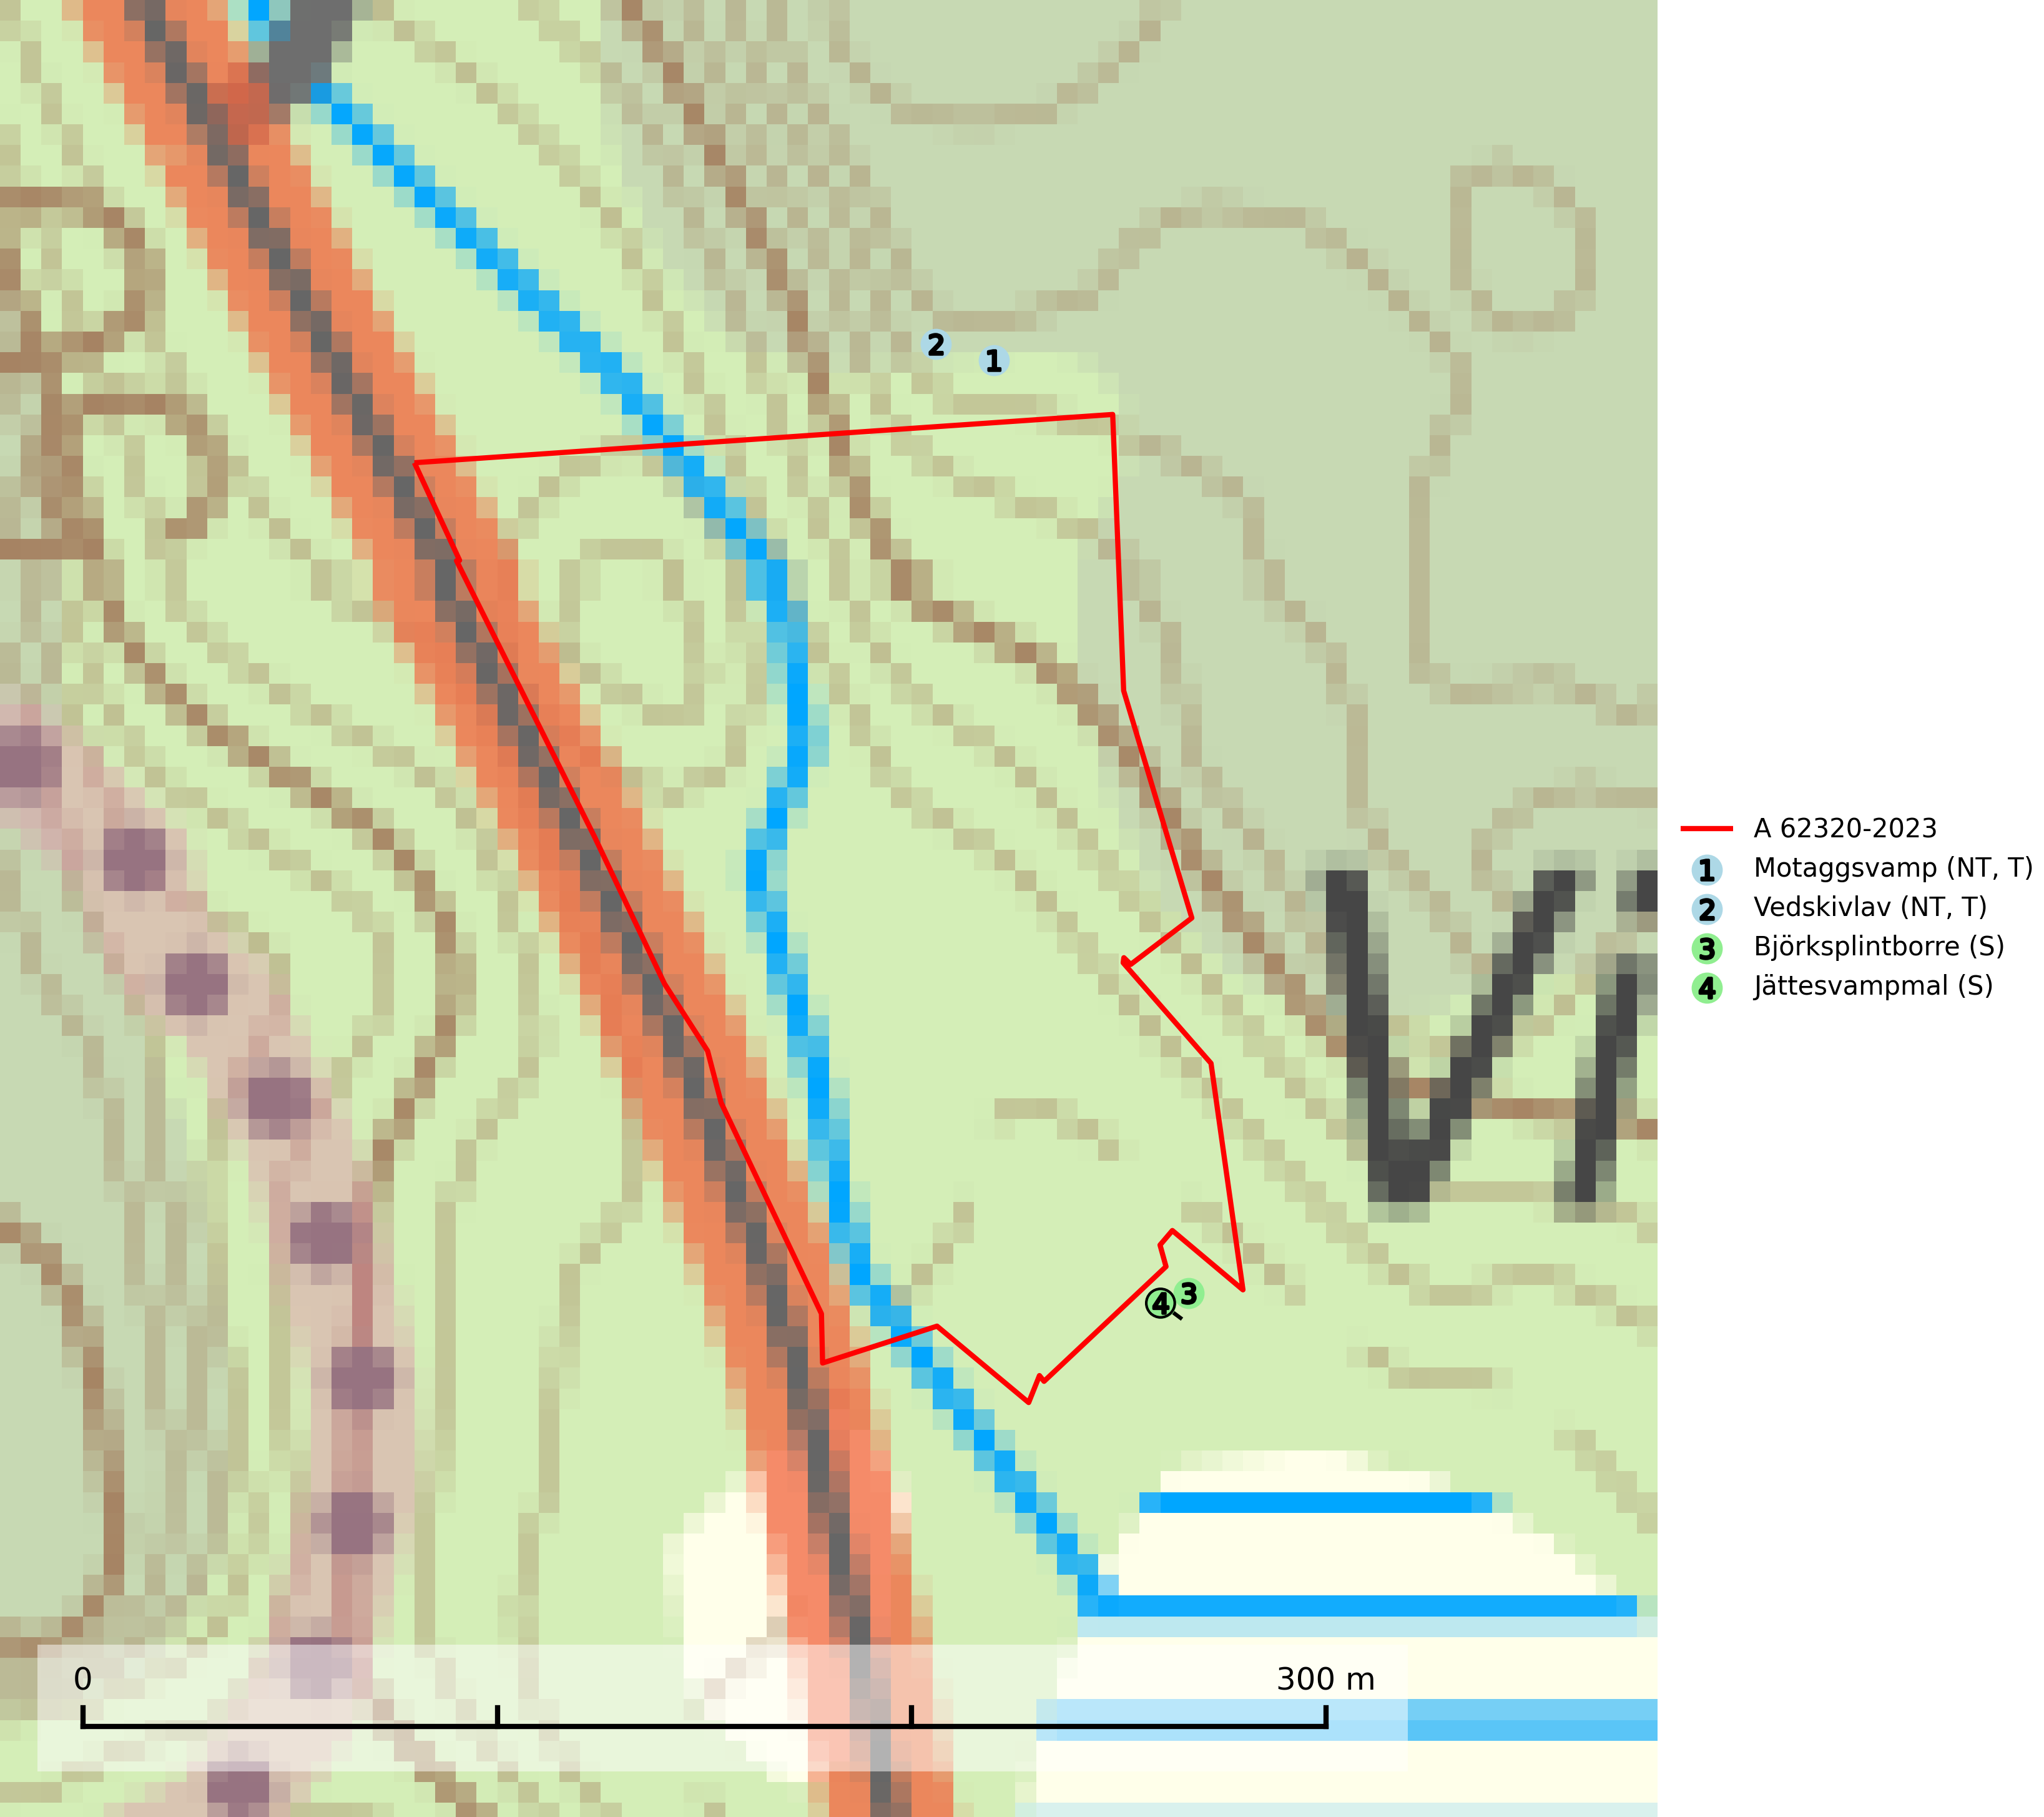 2
1
3
4
0
300 m
A 62320-2023
1 Motaggsvamp (NT, T)
2 Vedskivlav (NT, T)
3 Björksplintborre (S)
4 Jättesvampmal (S)